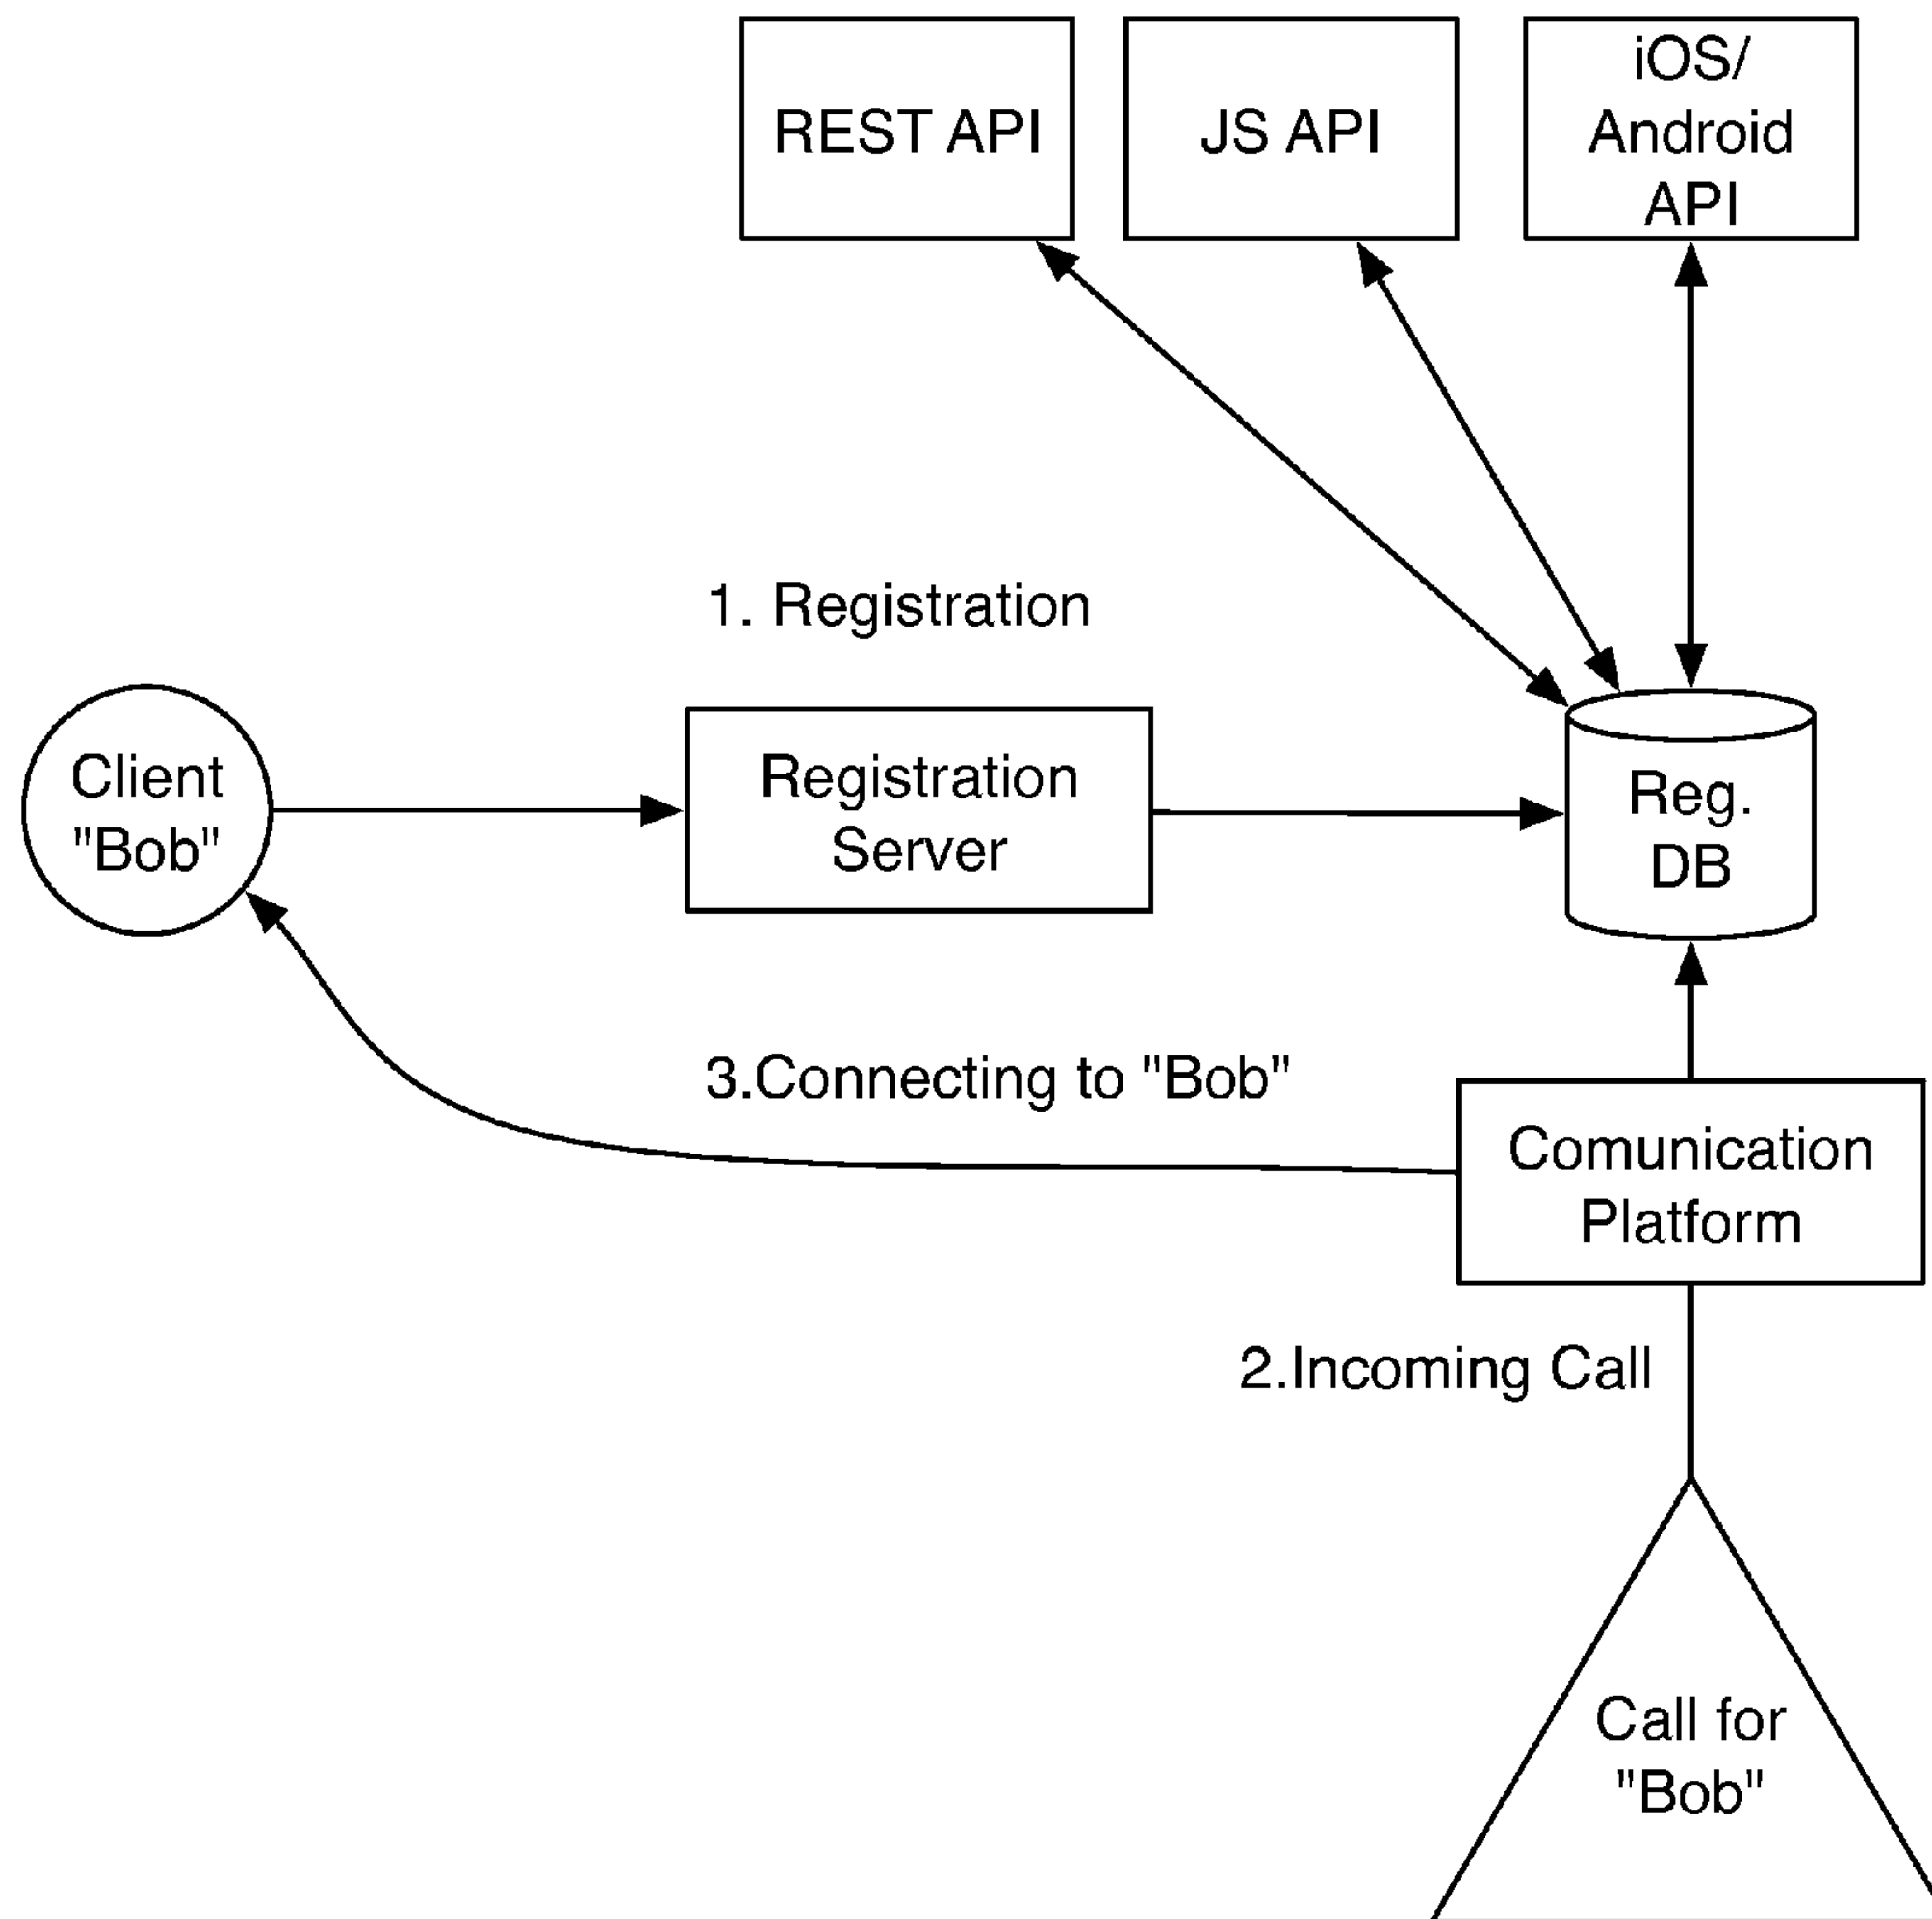 REST API
JS API
iOS/
Android
API
1. Registration
Client
"Bob"
Registration
Server
Reg.
DB
3.Connecting to "Bob"
Comunication
Platform
2.Incoming Call
Call for
"Bob"